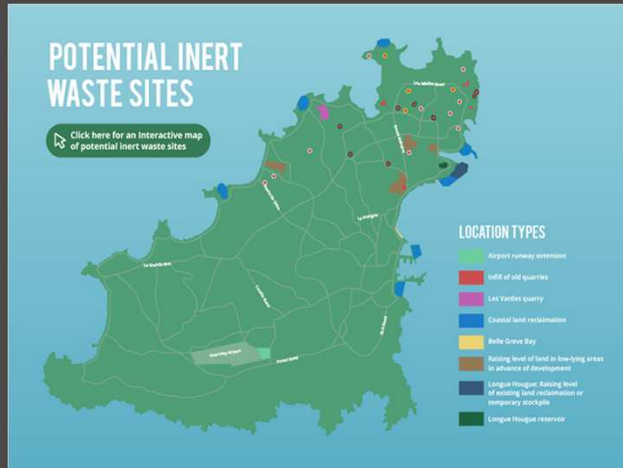 POTENTIAL INERT
WASTE SITES
Click here for an Interactive map
of potential inert waste sites
LOCATION TYPES
Airport runway extension
Infill of old quarries
Les Vardes quarry
Coastal land reclaimation
Belle Greve Bay
Raising level of land in low-lying areas
in advance of development
Longue Hougue: Raising level
of existing land reclaimation or
temporary stockpile
Longue Hougue reservoir